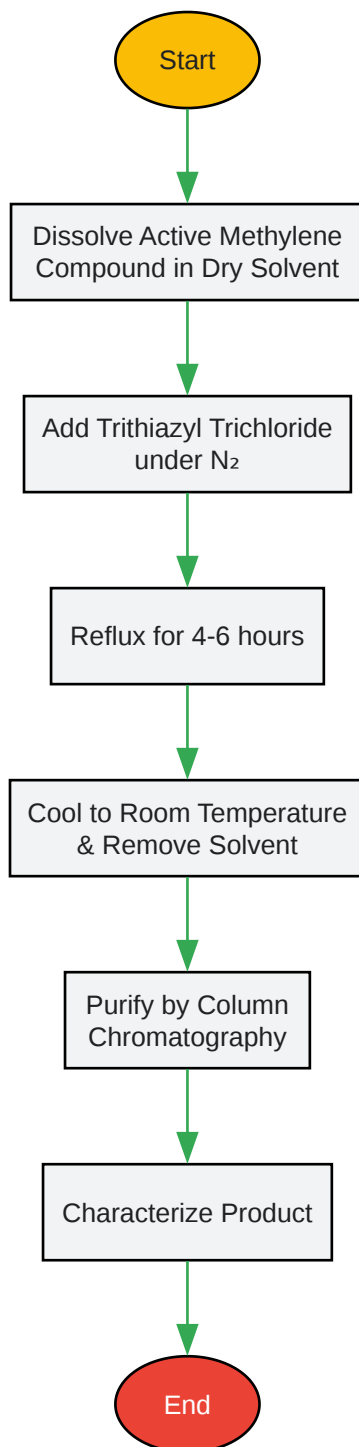 Start
Dissolve Active Methylene
Compound in Dry Solvent
Add Trithiazyl Trichloride
under N₂
Reflux for 4-6 hours
Cool to Room Temperature
& Remove Solvent
Purify by Column
Chromatography
Characterize Product
End